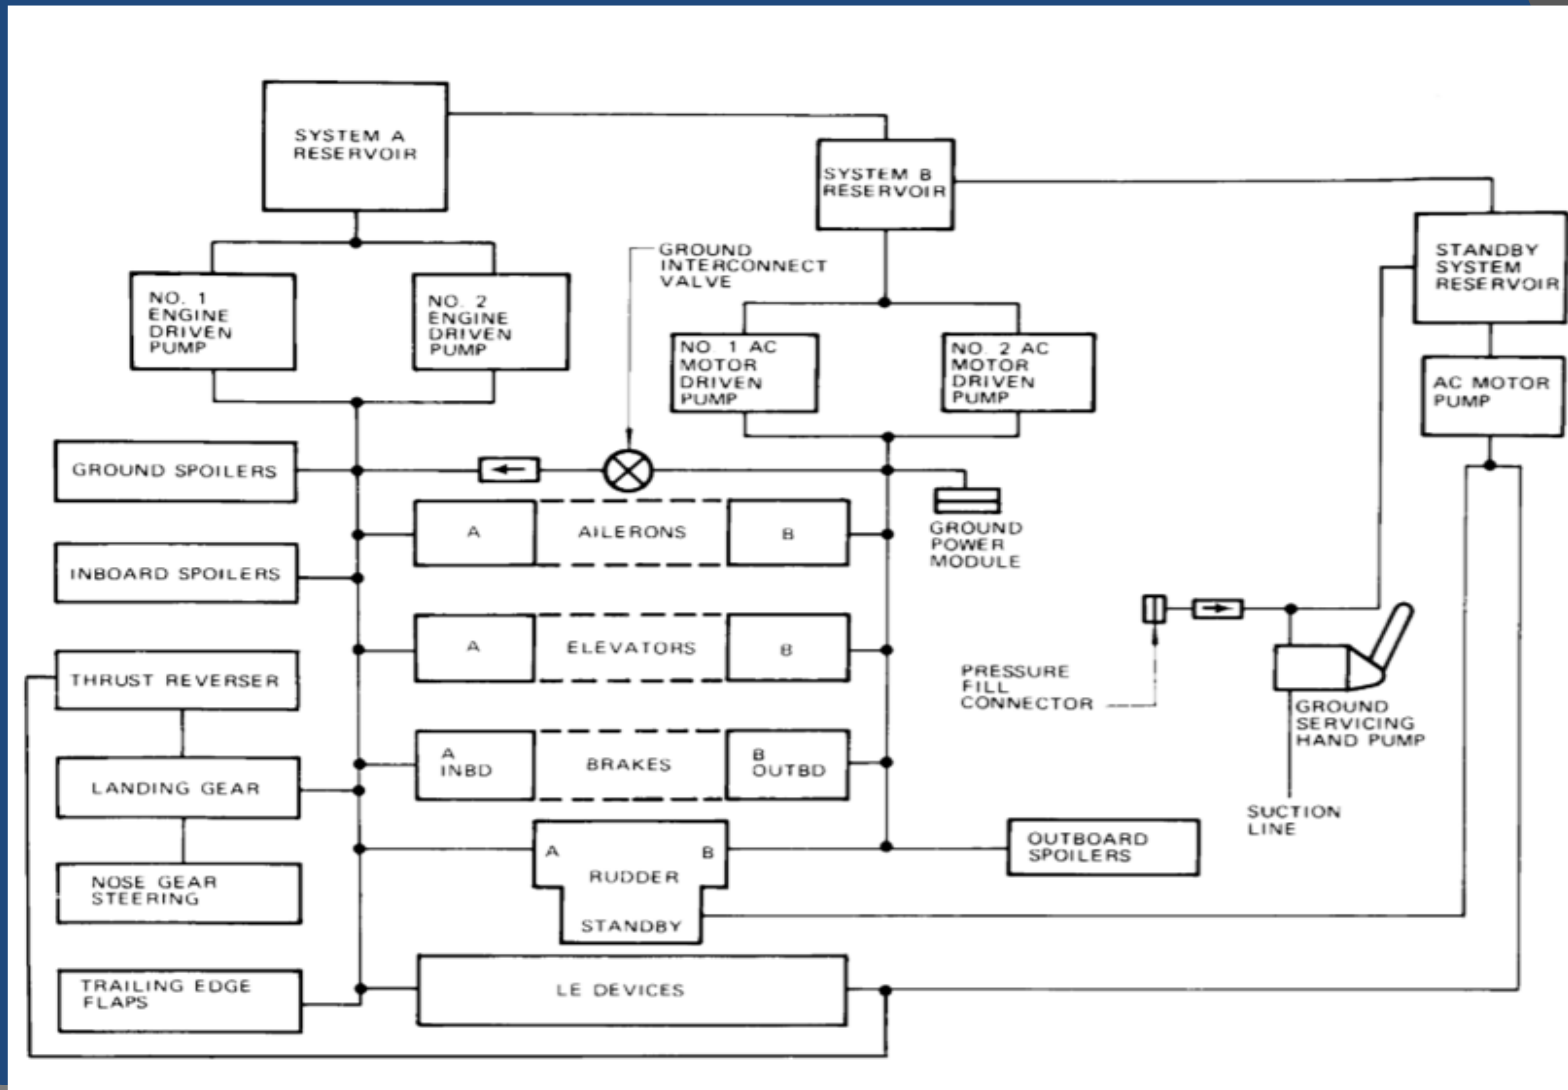 SYSTEM A
RESERVOIR
SYSTEM B
RESERVOIR
STANDBY
SYSTEM
RESERVOIR
GROUND
INTERCONNECT
VALVE
NO. 1
ENGINE
DRIVEN
PUMP
NO. 2
ENGINE
DRIVEN
PUMP
NO. 1 AC
MOTOR
DRIVEN
PUMP
NO. 2 AC
MOTOR
DRIVEN
PUMP
AC MOTOR
PUMP
GROUND SPOILERS
A
AILERONS
B
GROUND
POWER
MODULE
INBOARD SPOILERS
A
ELEVATORS
B
THRUST REVERSER
PRESSURE
FILL
CONNECTOR
GROUND
SERVICING
HAND PUMP
A
INBD
BRAKES
B
OUTBD
LANDING GEAR
SUCTION
LINE
A
B
RUDDER
STANDBY
OUTBOARD
SPOILERS
NOSE GEAR
STEERING
TRAILING EDGE
FLAPS
LE DEVICES